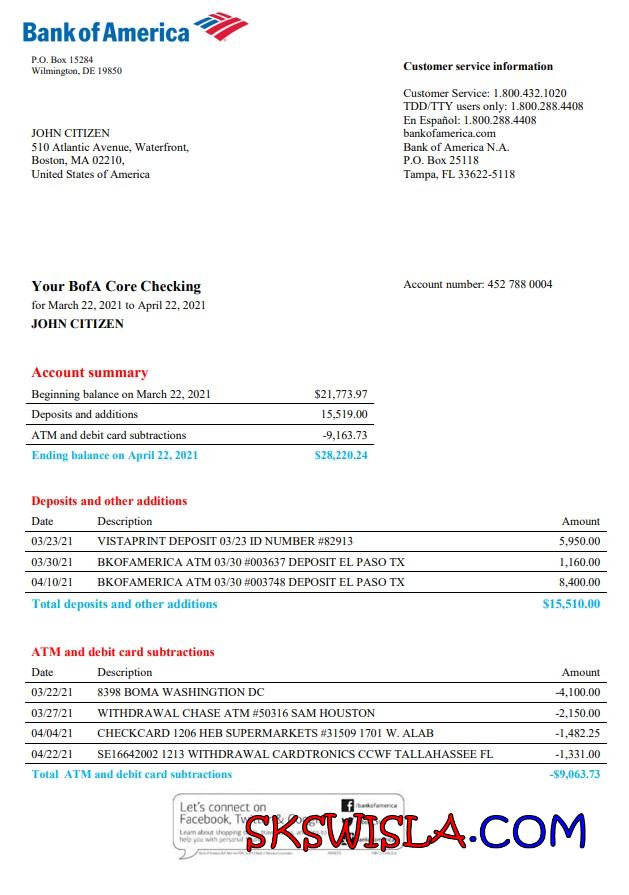 Bank of America
P.O. Box 15284
Wilmington, DE 19850
Customer service information
Customer Service: 1.800.432.1020
TDD/TTY users only: 1.800.288.4408
En Español: 1.800.288.4408
bankofamerica.com
Bank of America N.A.
P.O. Box 25118
Tampa, FL 33622-5118
JOHN CITIZEN
510 Atlantic Avenue, Waterfront,
Boston, MA 02210,
United States of America
Your BofA Core Checking
Account number: 452 788 0004
for March 22, 2021 to April 22, 2021
JOHN CITIZEN
Account summary
Beginning balance on March 22, 2021 $21,773.97
Deposits and additions 15,519.00
ATM and debit card subtractions -9,163.73
Ending balance on April 22, 2021 $28,220.24
Deposits and other additions
Date Description Amount
03/23/21 VISTAPRINT DEPOSIT 03/23 ID NUMBER #82913 5,950.00
03/30/21 BKOFAMERICA ATM 03/30 #003637 DEPOSIT EL PASO TX 1,160.00
04/10/21 BKOFAMERICA ATM 03/30 #003748 DEPOSIT EL PASO TX 8,400.00
Total deposits and other additions $15,510.00
ATM and debit card subtractions
Date Description Amount
03/22/21 8398 BOMA WASHINGTION DC -4,100.00
03/27/21 WITHDRAWAL CHASE ATM #50316 SAM HOUSTON -2,150.00
04/04/21 CHECKCARD 1206 HEB SUPERMARKETS #31509 1701 W. ALAB -1,482.25
04/22/21 SE16642002 1213 WITHDRAWAL CARDTRONICS CCWF TALLAHASSEE FL -1,331.00
Total ATM and debit card subtractions -$9,063.73
Let's connect on
Facebook,
/bankofamerica
Learn about shopping
help you with personal
SKSWISLA.COM